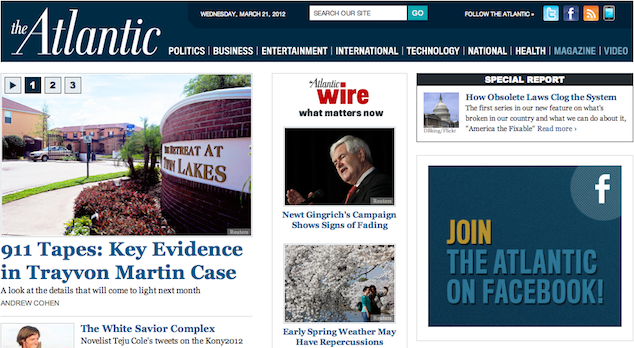 the Atlantic
WEDNESDAY, MARCH 21, 2012
SEARCH OUR SITE
GO
FOLLOW THE ATLANTIC »
POLITICS | BUSINESS | ENTERTAINMENT | INTERNATIONAL | TECHNOLOGY | NATIONAL | HEALTH | MAGAZINE | VIDEO
1 2 3
THE RETREAT AT
TWIN LAKES
Reuters
911 Tapes: Key Evidence
in Trayvon Martin Case
A look at the details that will come to light next month
ANDREW COHEN
The White Savior Complex
Novelist Teju Cole's tweets on the Kony2012
Atlantic
wire
what matters now
Reuters
Newt Gingrich's Campaign
Shows Signs of Fading
Reuters
Early Spring Weather May
Have Repercussions
SPECIAL REPORT
How Obsolete Laws Clog the System
The first series in our new feature on what's
broken in our country and what we can do about it,
"America the Fixable" Read more ›
f
JOIN
THE ATLANTIC
ON FACEBOOK!